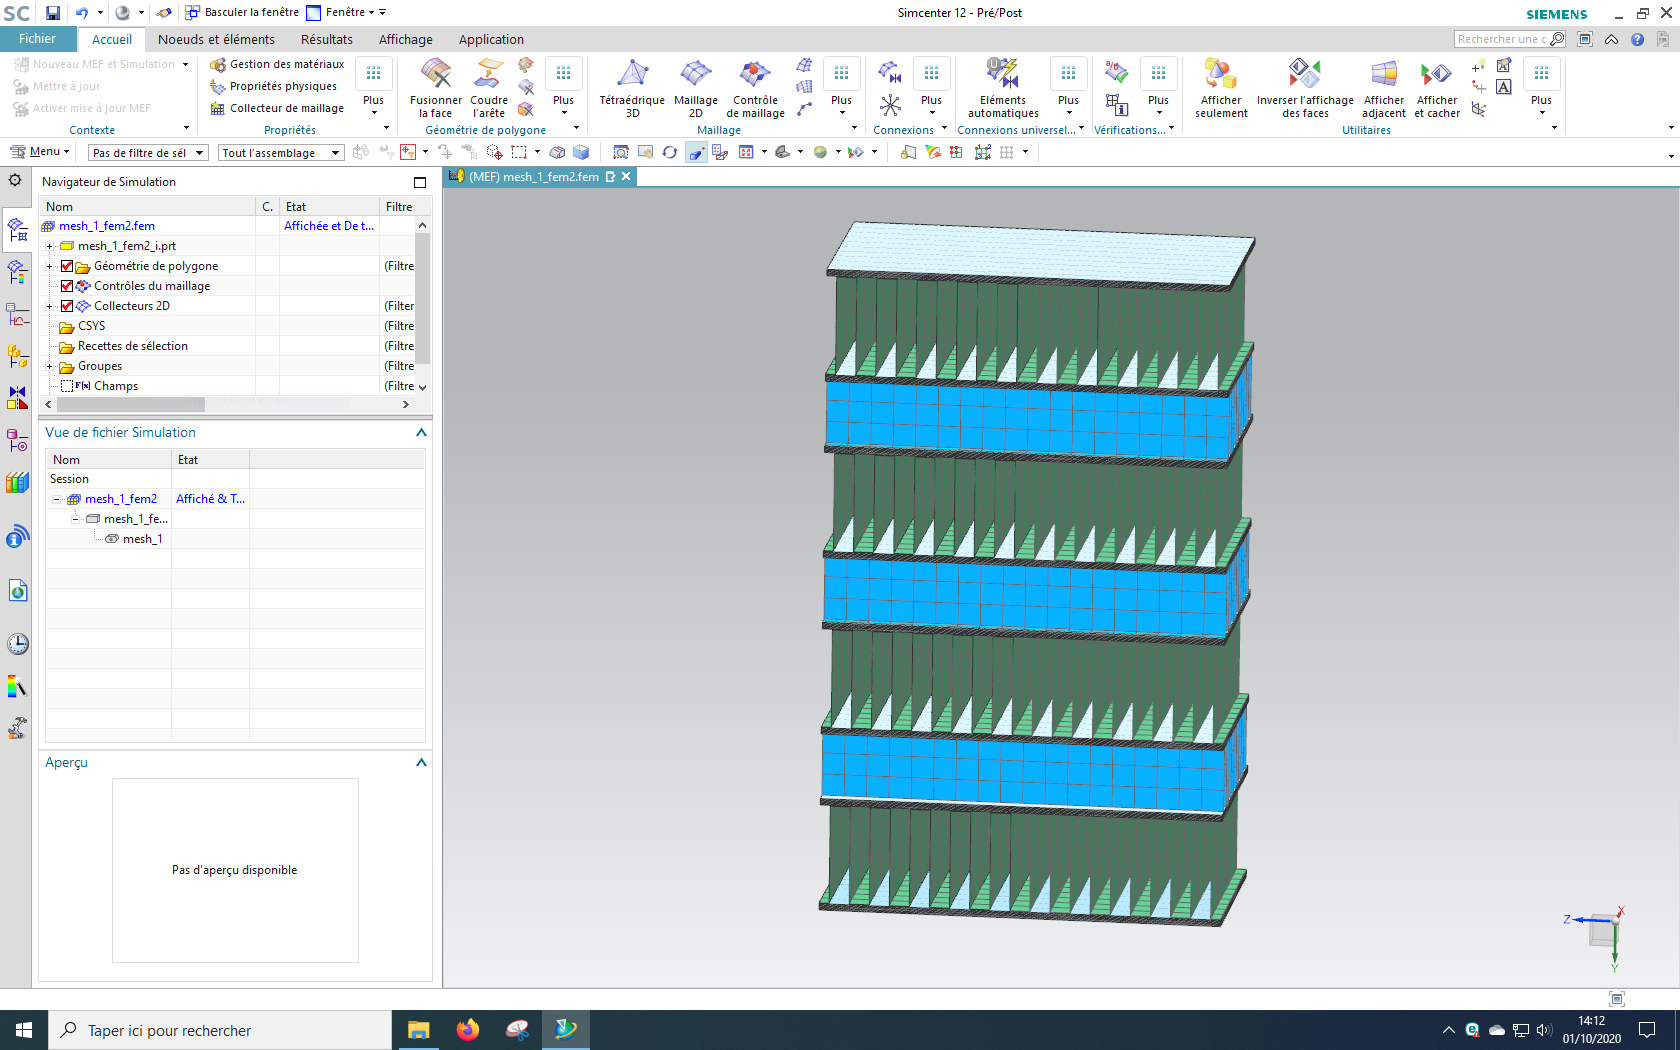 SC Basculer la fenêtre Fenêtre Simcenter 12 - Pré/Post SIEMENS
Fichier Accueil Noeuds et éléments Résultats Affichage Application Rechercher une c
Nouveau MEF et Simulation
Mettre à jour
Activer mise à jour MEF
Contexte
Gestion des matériaux
Propriétés physiques
Collecteur de maillage
Plus
Propriétés
Fusionner la face
Coudre l'arête
Plus
Géométrie de polygone
Tétraédrique 3D
Maillage 2D
Contrôle de maillage
Plus
Maillage
Plus
Connexions
Eléments automatiques
Plus
Connexions universel...
Plus
Vérifications...
Afficher seulement
Inverser l'affichage des faces
Afficher adjacent
Afficher et cacher
Plus
Utilitaires
Menu Pas de filtre de sél Tout l'assemblage
Navigateur de Simulation
(MEF) mesh_1_fem2.fem
Nom C. Etat Filtre
mesh_1_fem2.fem Affichée et De t...
mesh_1_fem2_i.prt
Géométrie de polygone (Filtre
Contrôles du maillage
Collecteurs 2D (Filter
CSYS (Filtre
Recettes de sélection (Filtre
Groupes (Filtre
Champs (Filtre
Vue de fichier Simulation
Nom Etat
Session
mesh_1_fem2 Affiché & T...
mesh_1_fe...
mesh_1
Aperçu
Pas d'aperçu disponible
X
Z
Y
Taper ici pour rechercher
14:12
01/10/2020